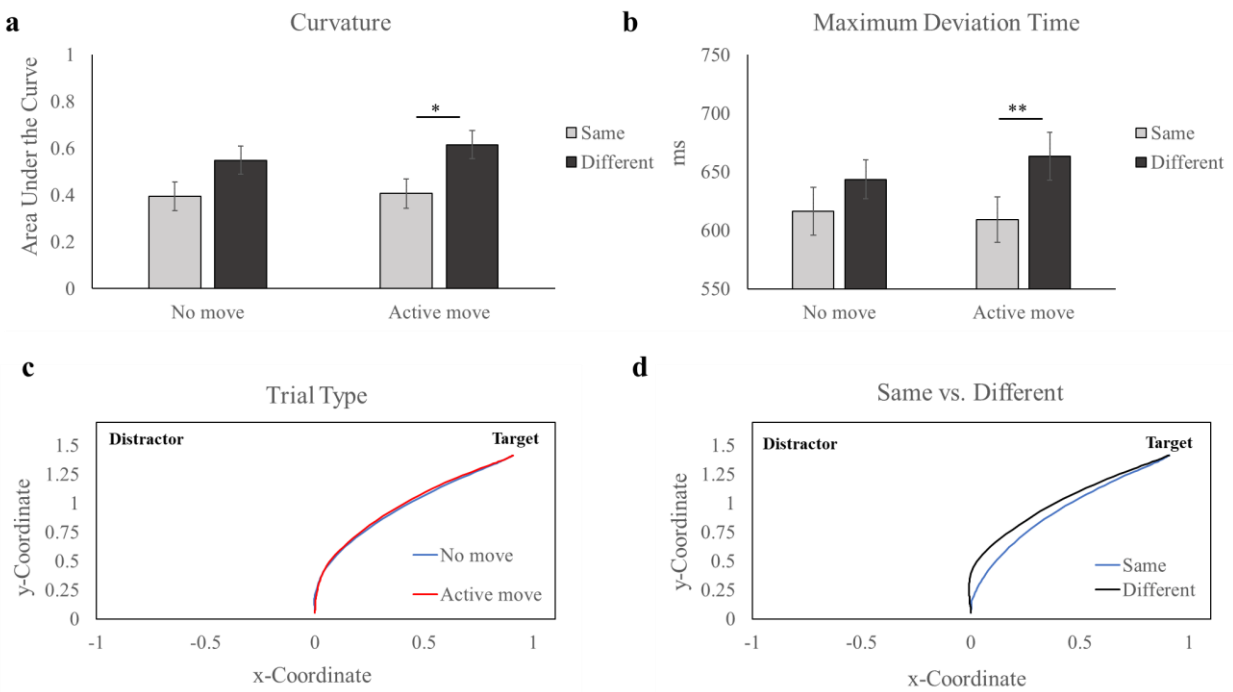 a
Curvature
Area Under the Curve
1
0.8
0.6
0.4
0.2
0
*
Same
Different
No move
Active move
b
Maximum Deviation Time
ms
750
700
650
600
550
**
Same
Different
No move
Active move
c
Trial Type
y-Coordinate
1.5
1.25
1
0.75
0.5
0.25
0
Distractor
Target
No move
Active move
-1
-0.5
0
0.5
1
x-Coordinate
d
Same vs. Different
y-Coordinate
1.5
1.25
1
0.75
0.5
0.25
0
Distractor
Target
Same
Different
-1
-0.5
0
0.5
1
x-Coordinate